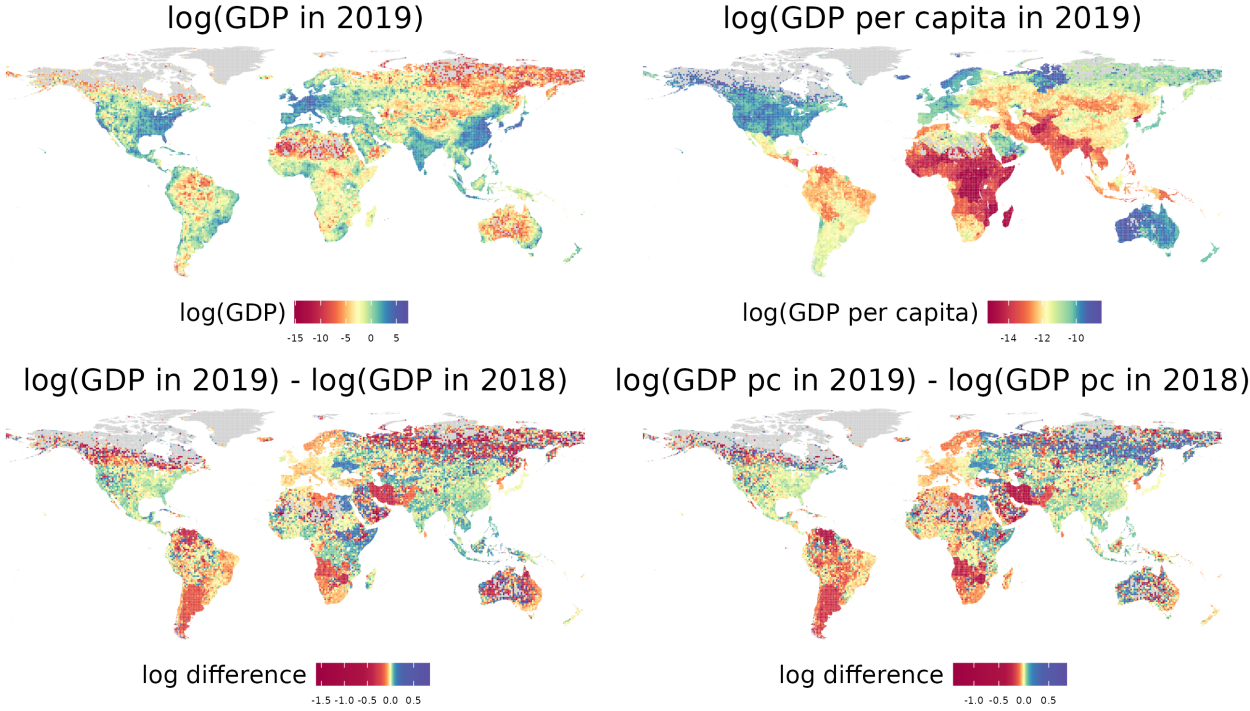 log(GDP in 2019)
log(GDP per capita in 2019)
log(GDP)
-15 -10 -5 0 5
log(GDP per capita)
-14 -12 -10
log(GDP in 2019) - log(GDP in 2018)
log(GDP pc in 2019) - log(GDP pc in 2018)
log difference
-1.5 -1.0 -0.5 0.0 0.5
log difference
-1.0 -0.5 0.0 0.5